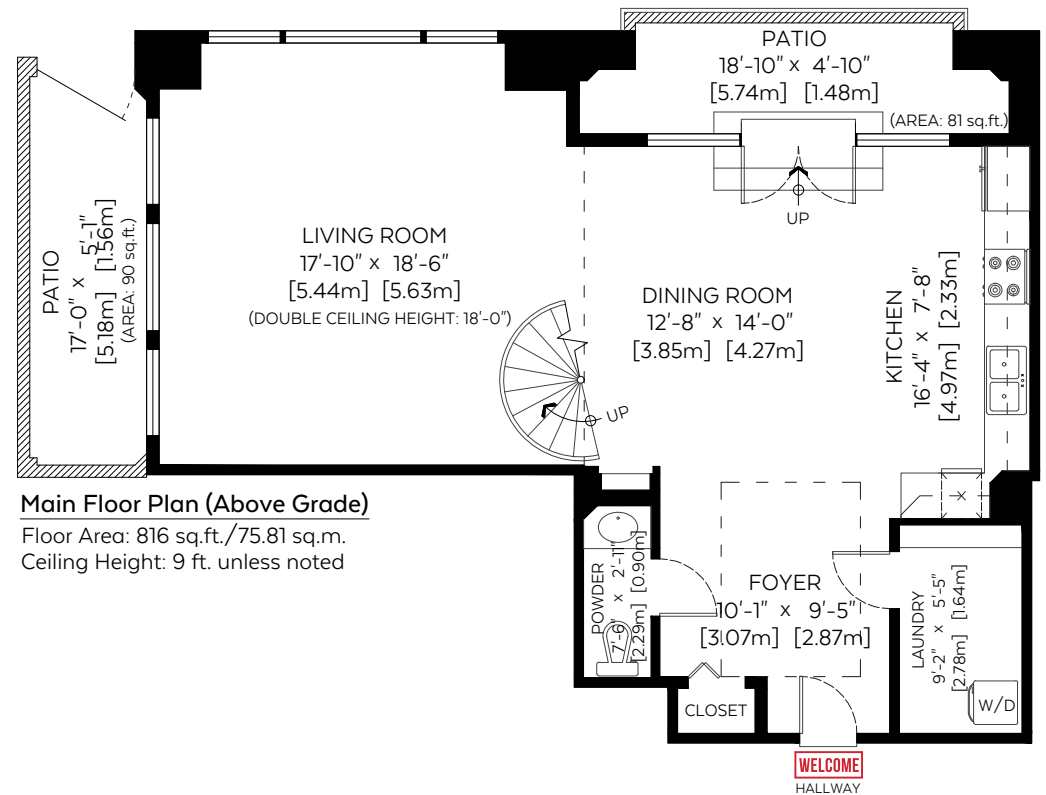 PATIO
18'-10" x 4'-10"
[5.74m] [1.48m]
(AREA: 81 sq.ft.)
UP
PATIO
17'-0" x 5'-1"
[5.18m] [1.56m]
(AREA: 90 sq.ft.)
LIVING ROOM
17'-10" x 18'-6"
[5.44m] [5.63m]
(DOUBLE CEILING HEIGHT: 18'-0")
DINING ROOM
12'-8" x 14'-0"
[3.85m] [4.27m]
KITCHEN
16'-4" x 7'-8"
[4.97m] [2.33m]
UP
Main Floor Plan (Above Grade)
Floor Area: 816 sq.ft./75.81 sq.m.
Ceiling Height: 9 ft. unless noted
POWDER
7'-6" x 2'-11"
[2.29m] [0.90m]
FOYER
10'-1" x 9'-5"
[3.07m] [2.87m]
LAUNDRY
9'-2" x 5'-5"
[2.78m] [1.64m]
W/D
CLOSET
WELCOME
HALLWAY